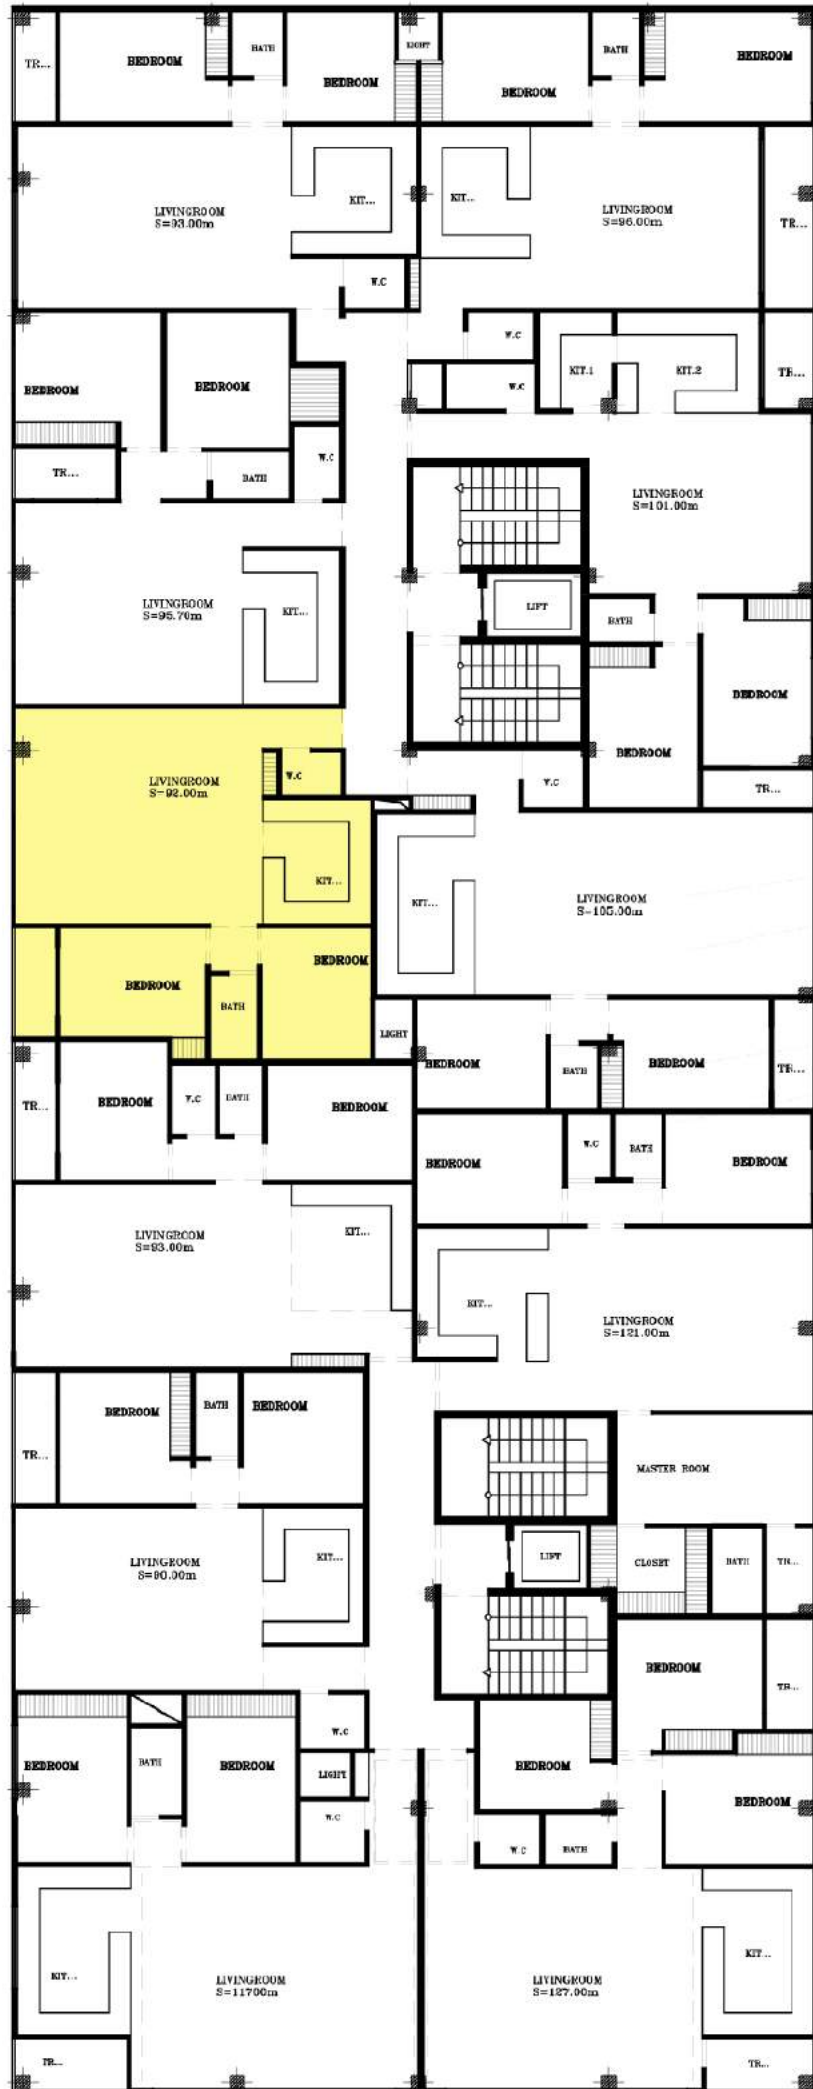 BEDROOM
BATH
LIGHT
BATH
BEDROOM
TR...
BEDROOM
BEDROOM
KIT...
KIT...
LIVINGROOM
S=93.00m
LIVINGROOM
S=96.00m
TR...
W.C
W.C
BEDROOM
BEDROOM
W.C
KIT.1
KIT.2
TR...
TR...
BATH
W.C
LIVINGROOM
S=101.00m
LIVINGROOM
S=95.70m
KIT...
LIFT
BATH
BEDROOM
BEDROOM
LIVINGROOM
S=92.00m
W.C
W.C
TR...
KIT...
KIT...
LIVINGROOM
S=105.00m
BEDROOM
BEDROOM
BATH
LIGHT
BEDROOM
BATH
BEDROOM
TR...
TR...
BEDROOM
W.C
BATH
BEDROOM
BEDROOM
W.C
BATH
BEDROOM
LIVINGROOM
S=93.00m
KIT...
KIT...
LIVINGROOM
S=121.00m
BEDROOM
BATH
BEDROOM
TR...
MASTER ROOM
LIVINGROOM
S=90.00m
KIT...
LIFT
CLOSET
BATH
TR...
BEDROOM
TR...
W.C
BEDROOM
BATH
BEDROOM
LIGHT
BEDROOM
BEDROOM
W.C
W.C
BATH
KIT...
KIT...
LIVINGROOM
S=11700m
LIVINGROOM
S=127.00m
TR...
TR...